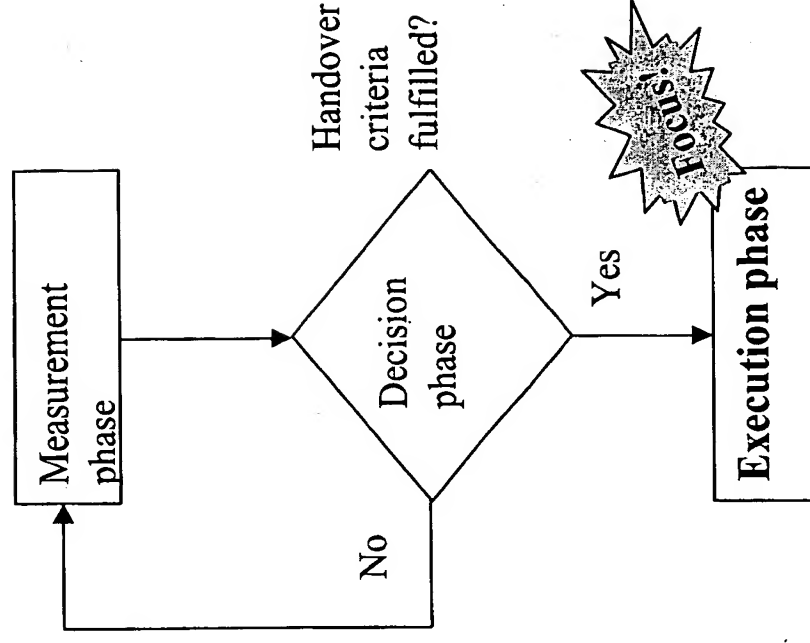 Measurement
phase
Handover
criteria
fulfilled?
Decision
phase
No
Yes
Focus!
Execution phase